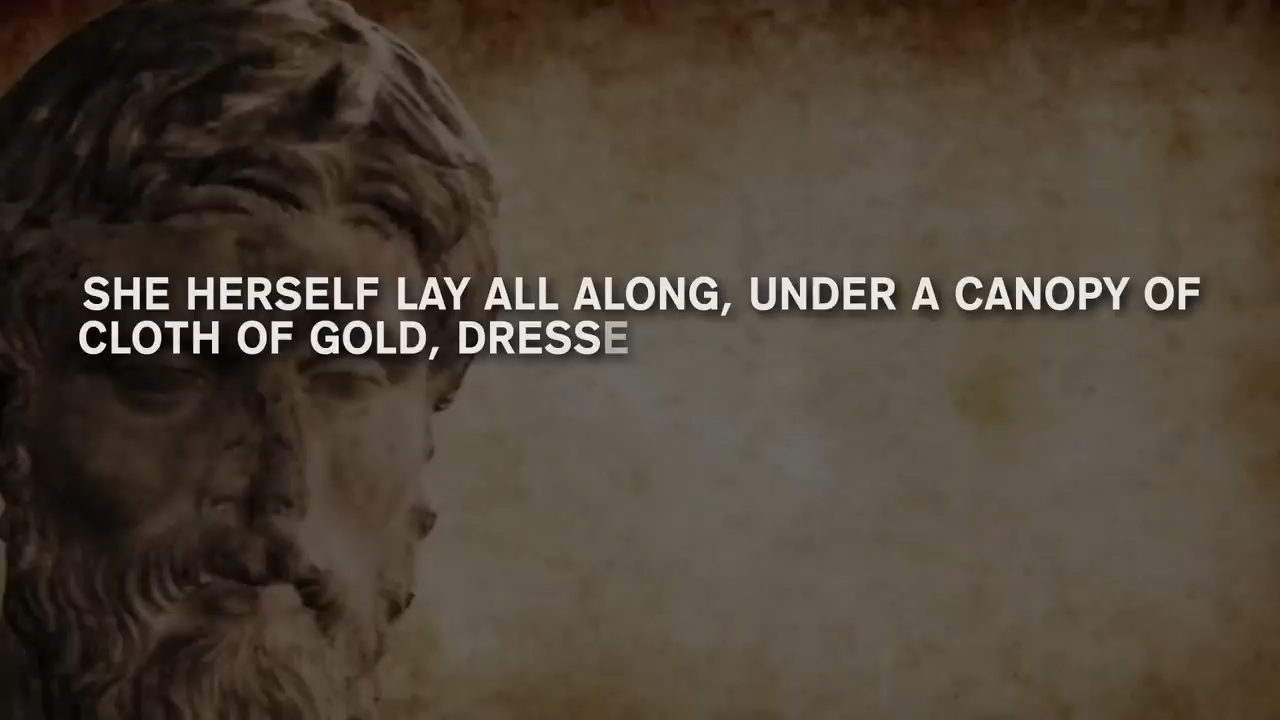 SHE HERSELF LAY ALL ALONG, UNDER A CANOPY OF
CLOTH OF GOLD, DRESSE